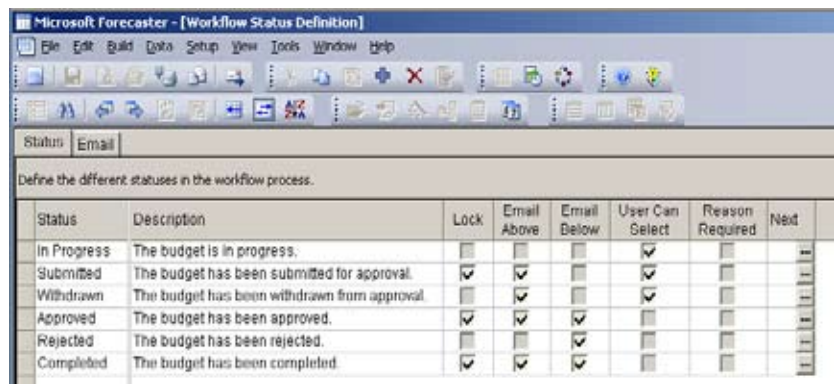 Microsoft Forecaster - [Workflow Status Definition]
File Edit Build Data Setup View Tools Window Help
Status Email
Define the different statuses in the workflow process.
Status Description Lock Email Above Email Below User Can Select Reason Required Next
In Progress The budget is in progress.
Submitted The budget has been submitted for approval.
Withdrawn The budget has been withdrawn from approval.
Approved The budget has been approved.
Rejected The budget has been rejected.
Completed The budget has been completed.